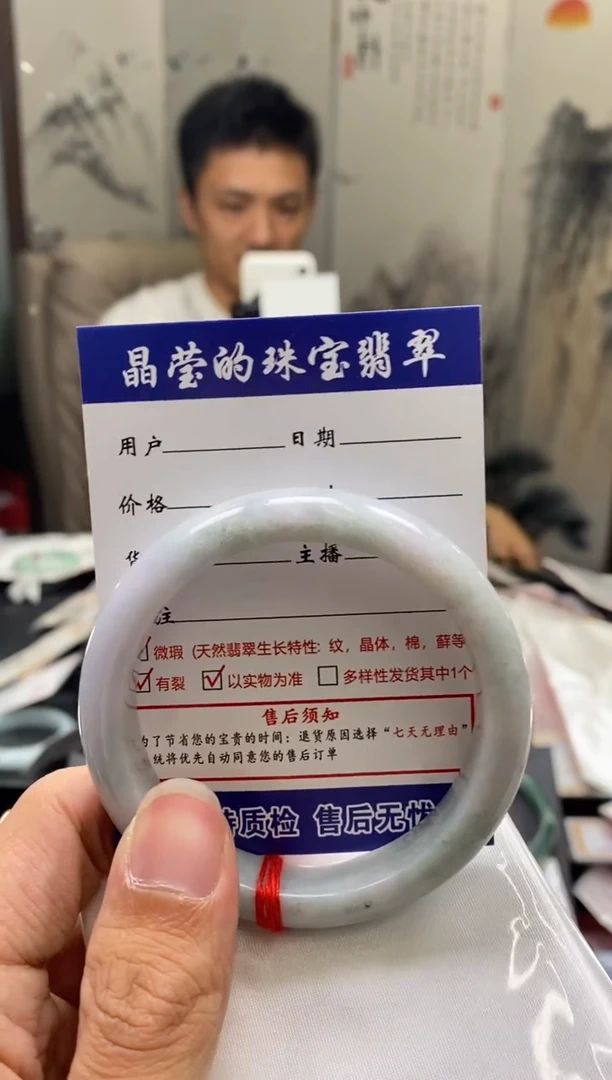 晶莹的珠宝翡翠
用户 日期
价格
主播
注
微瑕 (天然翡翠生长特性: 纹, 晶体, 棉, 藓等
有裂 以实物为准 多样性发货其中1个
售后须知
为了节省您的宝贵的时间: 退货原因选择 "七天无理由"
统将优先自动同意您的售后订单
持质检 售后无忧